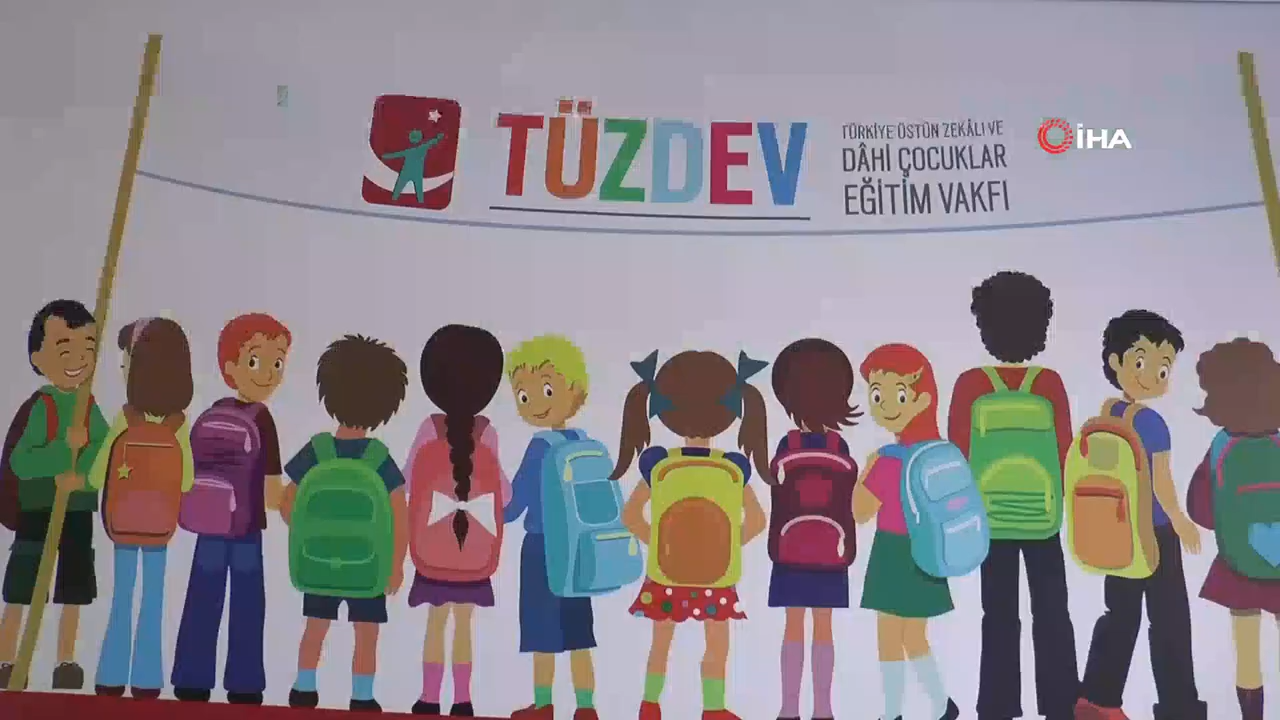 TÜZDEV
TÜRKİYE ÜSTÜN ZEKÂLI VE
DÂHİ ÇOCUKLAR
EĞİTİM VAKFI
İHA